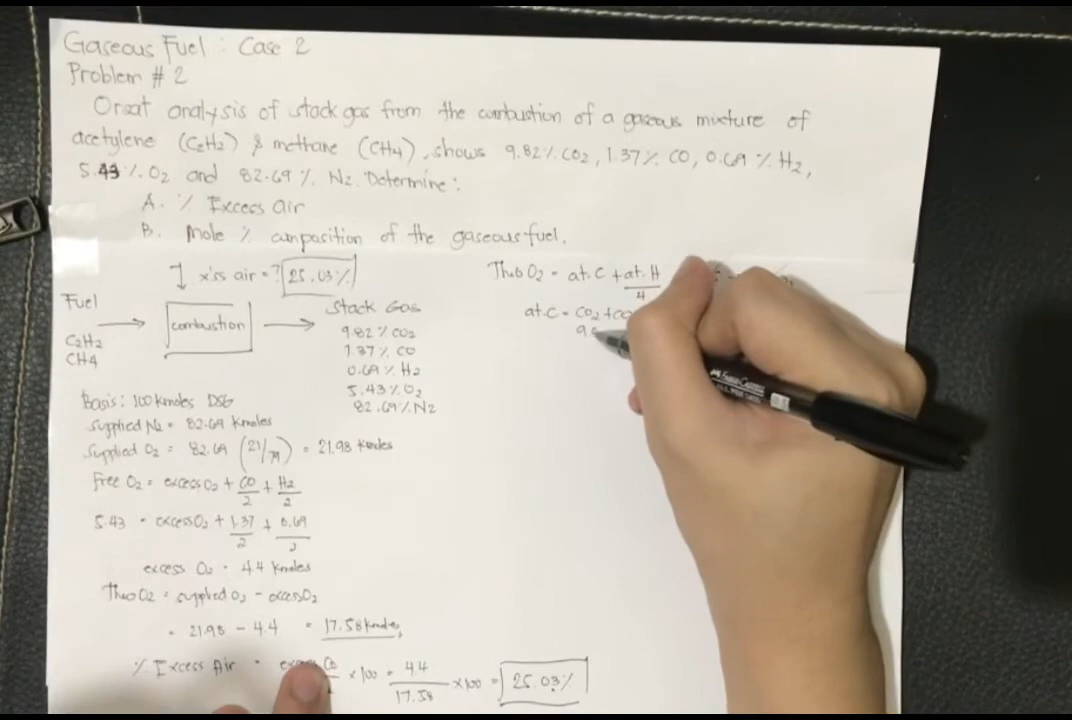 Gaseous Fuel : Case 2
Problem # 2
Orsat analysis of stack gas from the combustion of a gaseous mixture of
acetylene (C2H2) & methane (CH4), shows 9.82% CO2, 1.37% CO, 0.69% H2,
5.43% O2 and 82.69% N2. Determine:
A. % Excess air
B. Mole % composition of the gaseous fuel.
x'ss air = ? 25.03%
Fuel
C2H2
CH4
combustion
Stack Gas
9.82% CO2
1.37% CO
0.69% H2
5.43% O2
82.69% N2
Basis: 100 kmoles DSG
Supplied N2 = 82.69 kmoles
Supplied O2 = 82.69 (21/79) = 21.98 kmoles
Free O2 = excess O2 + CO/2 + H2/2
5.43 = excess O2 + 1.37/2 + 0.69/2
excess O2 = 4.4 kmoles
Theo O2 = supplied O2 - excess O2
= 21.98 - 4.4 = 17.58 kmoles
% Excess Air = x100 = 4.4/17.58 x100 = 25.03%
Theo O2 = at.C + at.H/4
at.C = CO2 + CO